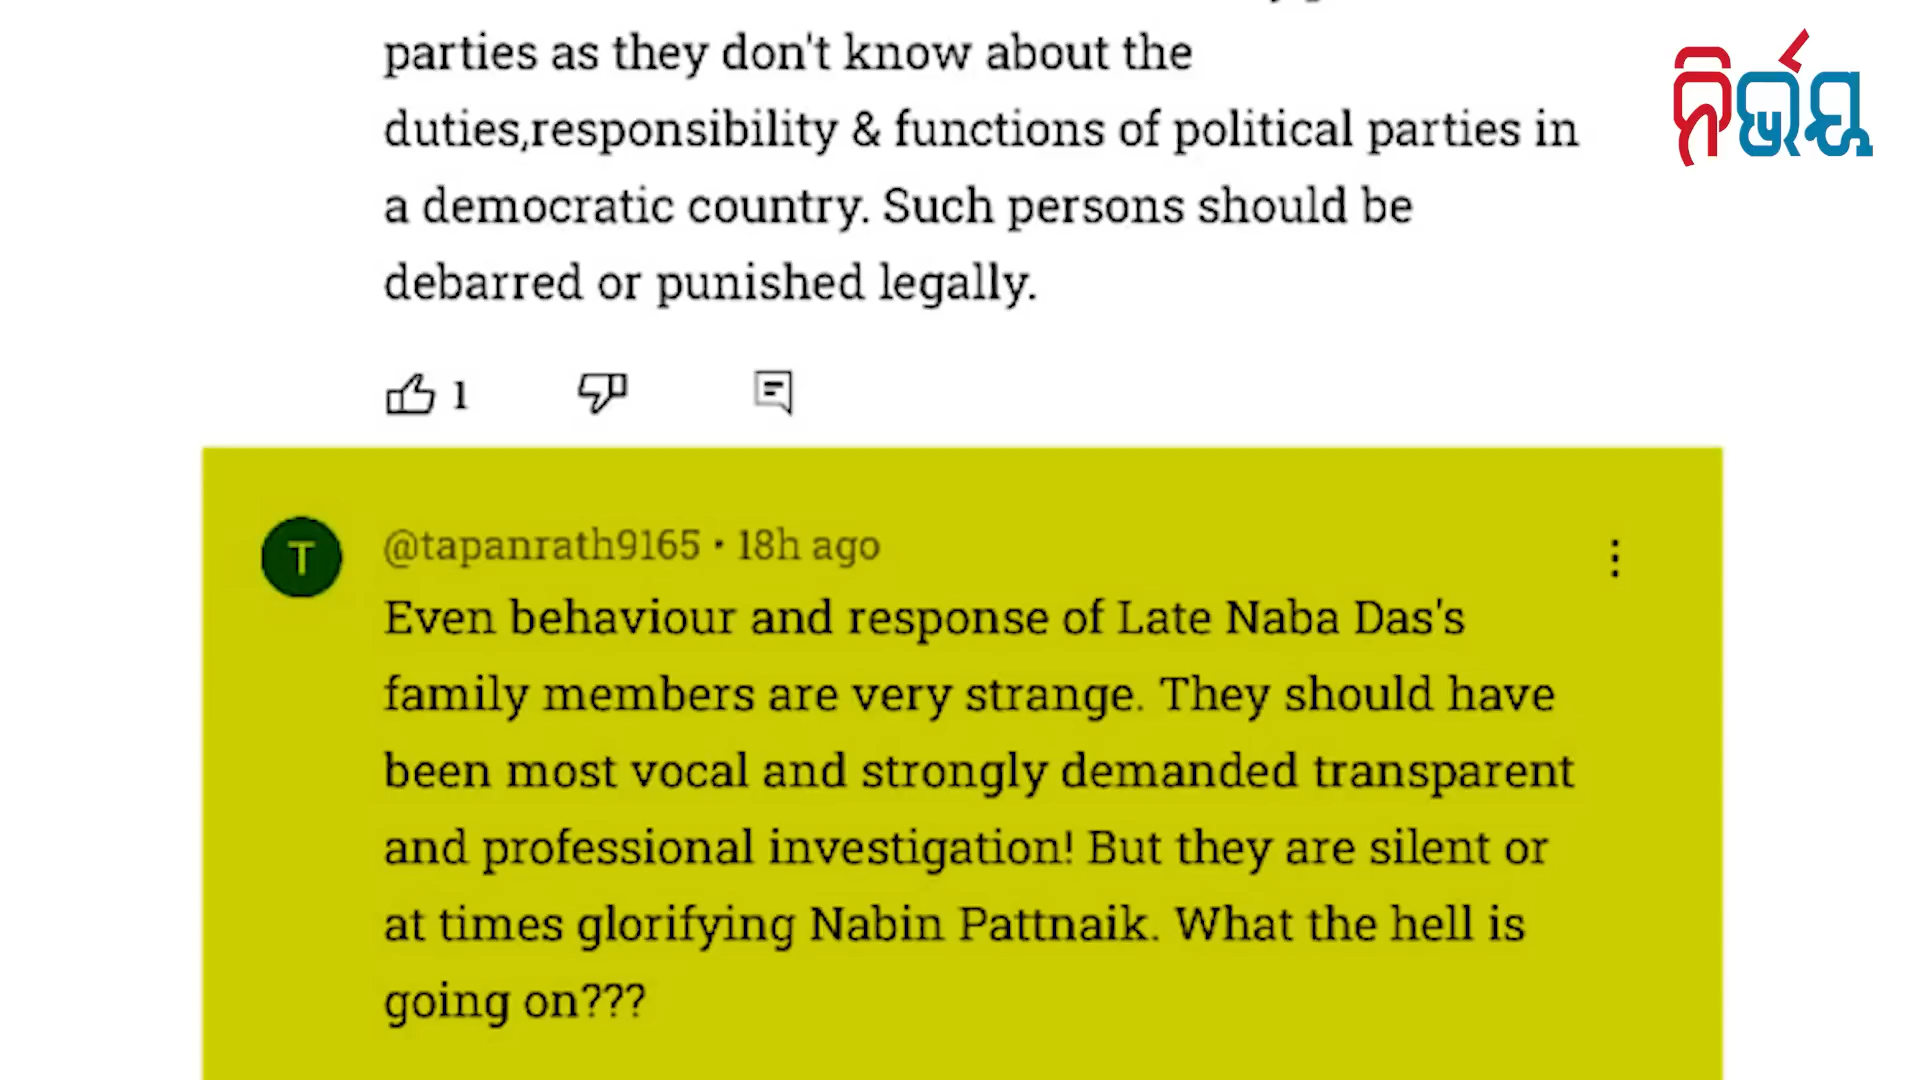 parties as they don't know about the
duties,responsibility & functions of political parties in
a democratic country. Such persons should be
debarred or punished legally.
1
ନିର୍ଭୟ
T
@tapanrath9165 • 18h ago
Even behaviour and response of Late Naba Das's
family members are very strange. They should have
been most vocal and strongly demanded transparent
and professional investigation! But they are silent or
at times glorifying Nabin Pattnaik. What the hell is
going on???